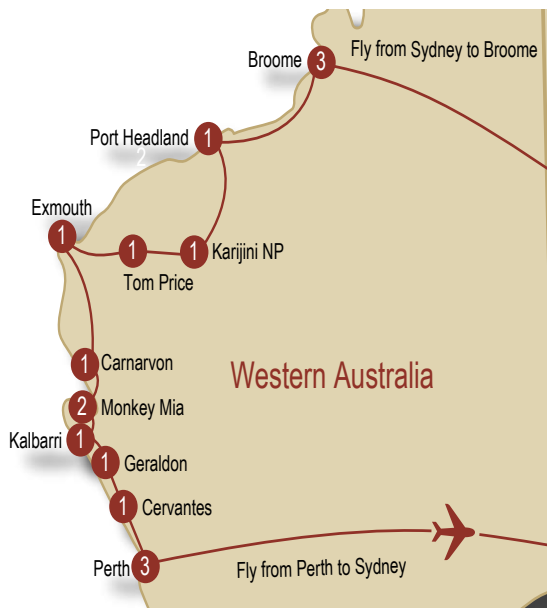 Fly from Sydney to Broome
Broome
3
Port Headland
1
2
Exmouth
1
1
1
Karijini NP
Tom Price
1
Carnarvon
Western Australia
2
Monkey Mia
Kalbarri
1
1
Geraldon
1
Cervantes
Perth
3
Fly from Perth to Sydney